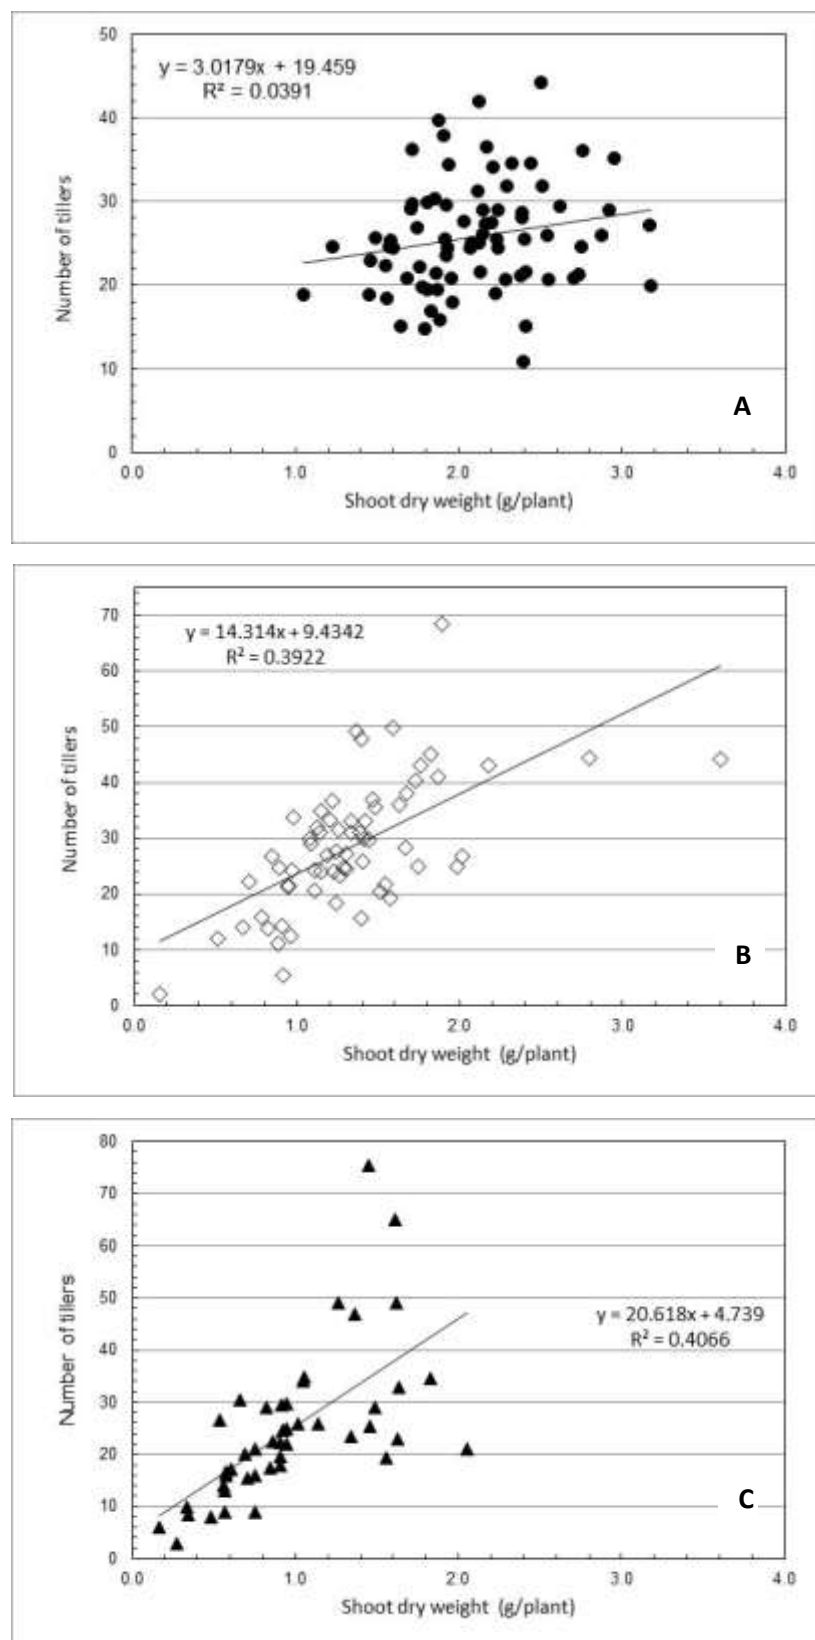 50
y = 3.0179x + 19.459
R² = 0.0391
40
30
Number of tillers
20
10
A
0
0.0 1.0 2.0 3.0 4.0
Shoot dry weight (g/plant)
70
y = 14.314x + 9.4342
R² = 0.3922
60
50
40
Number of tillers
30
20
10
B
0
0.0 1.0 2.0 3.0 4.0
Shoot dry weight (g/plant)
80
70
60
50
y = 20.618x + 4.739
R² = 0.4066
40
Number of tillers
30
20
10
C
0
0.0 1.0 2.0 3.0 4.0
Shoot dry weight (g/plant)